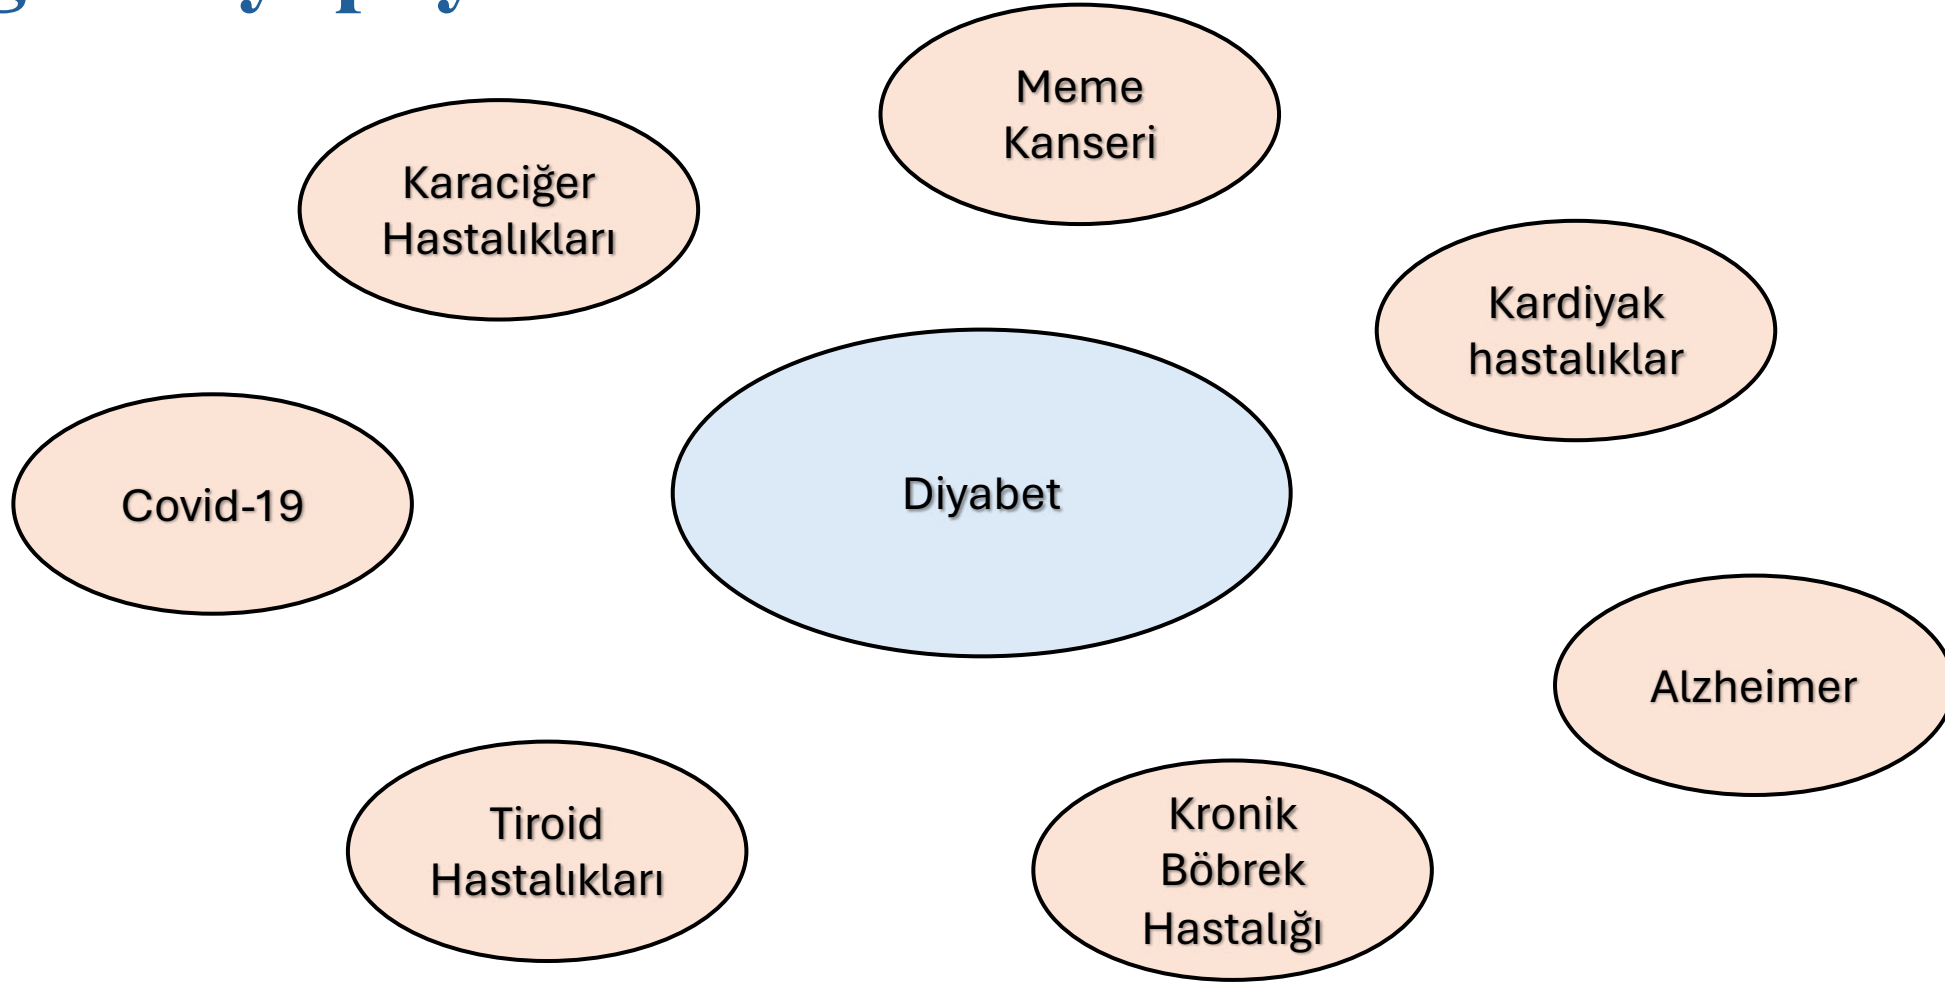 Meme
Kanseri
Karaciğer
Hastalıkları
Kardiyak
hastalıklar
Diyabet
Covid-19
Alzheimer
Tiroid
Hastalıkları
Kronik
Böbrek
Hastalığı